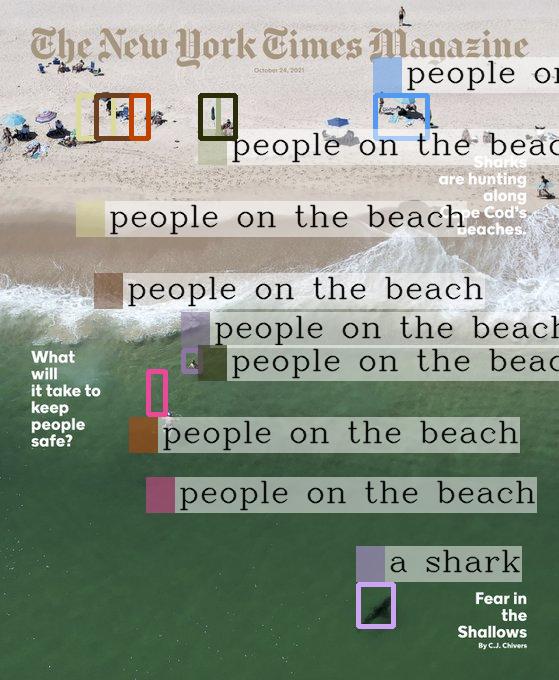 The New York Times Magazine
October 24, 2021
people on
people on the beac
Sharks
are hunting
along
Cape Cod's
beaches.
people on the beach
people on the beach
people on the beach
people on the beac
What
will
it take to
keep
people
safe?
people on the beach
people on the beach
a shark
Fear in
the
Shallows
By C.J. Chivers